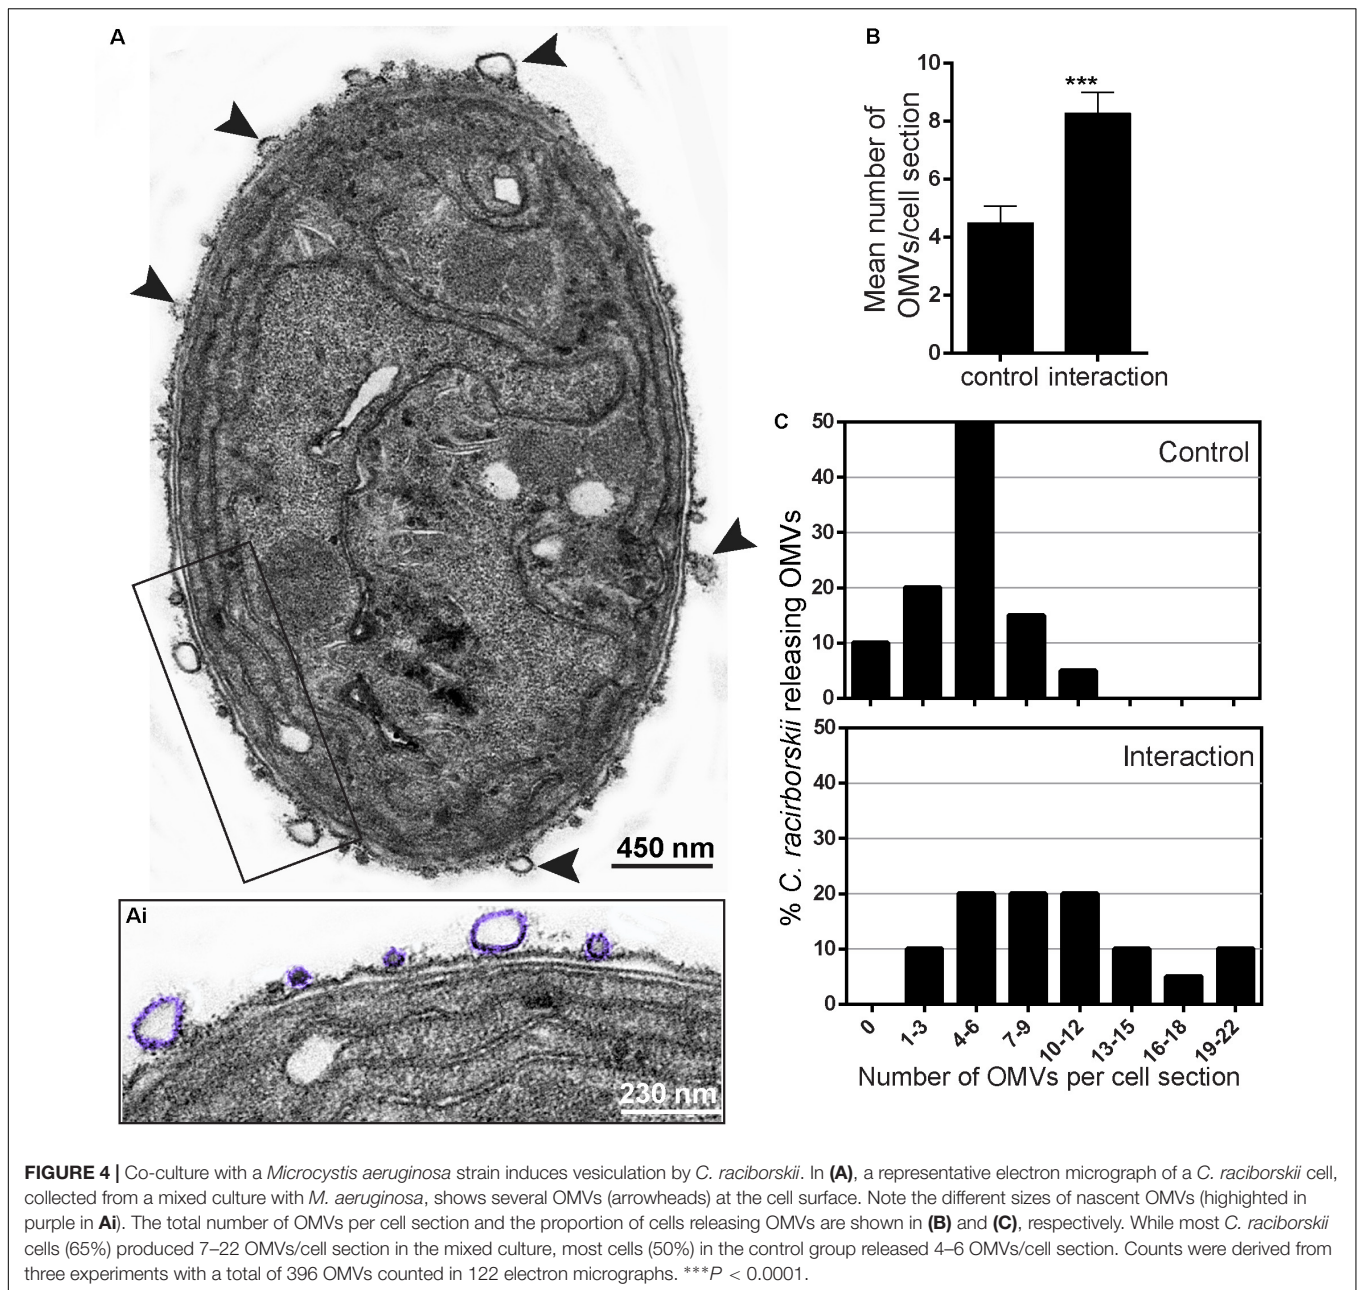 A
450 nm
Ai
230 nm
B
Mean number of
OMVs/cell section
10
8
6
4
2
0
***
control interaction
C
% C. racirborskii releasing OMVs
50
40
30
20
10
0
Control
50
40
30
20
10
0
Interaction
0 1-3 4-6 7-9 10-12 13-15 16-18 19-22
Number of OMVs per cell section
FIGURE 4 | Co-culture with a Microcystis aeruginosa strain induces vesiculation by C. raciborskii. In (A), a representative electron micrograph of a C. raciborskii cell,
collected from a mixed culture with M. aeruginosa, shows several OMVs (arrowheads) at the cell surface. Note the different sizes of nascent OMVs (highighted in
purple in Ai). The total number of OMVs per cell section and the proportion of cells releasing OMVs are shown in (B) and (C), respectively. While most C. raciborskii
cells (65%) produced 7–22 OMVs/cell section in the mixed culture, most cells (50%) in the control group released 4–6 OMVs/cell section. Counts were derived from
three experiments with a total of 396 OMVs counted in 122 electron micrographs. ***P < 0.0001.